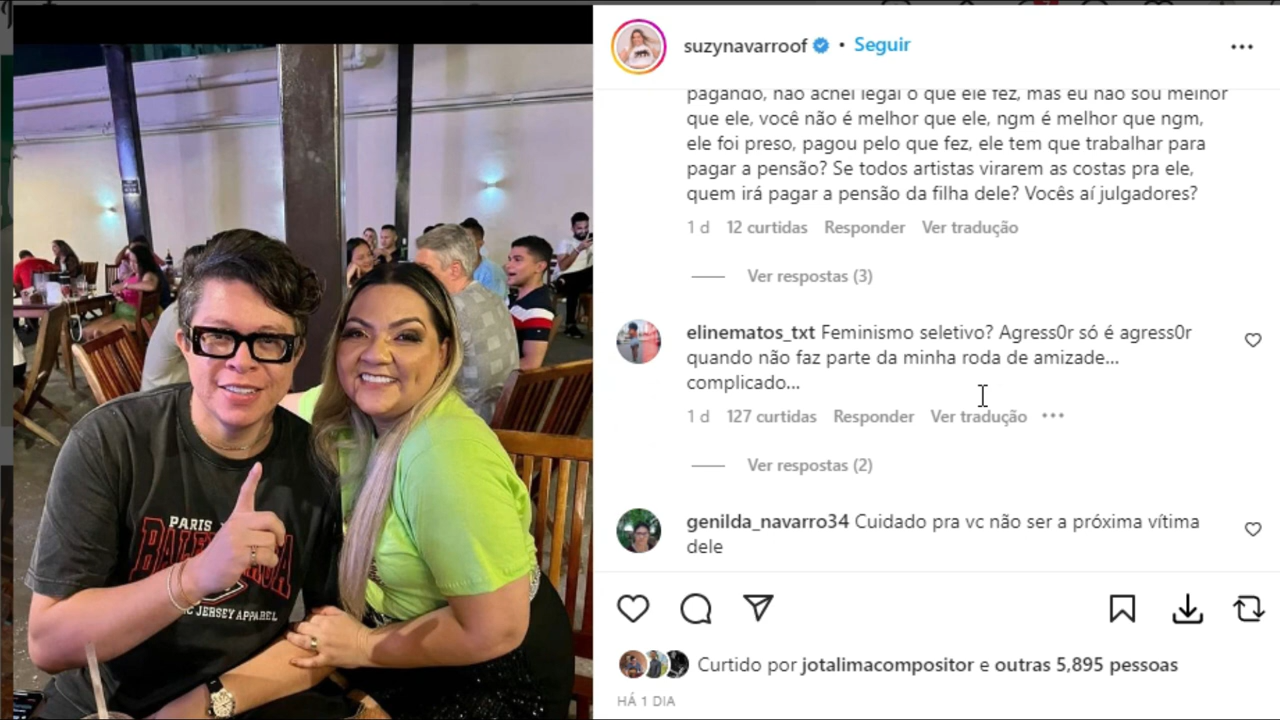 suzynavarroof • Seguir
pagando, não achei legal o que ele fez, mas eu não sou melhor
que ele, você não é melhor que ele, ngm é melhor que ngm,
ele foi preso, pagou pelo que fez, ele tem que trabalhar para
pagar a pensão? Se todos artistas virarem as costas pra ele,
quem irá pagar a pensão da filha dele? Vocês aí julgadores?
1 d 12 curtidas Responder Ver tradução
Ver respostas (3)
elinematos_txt Feminismo seletivo? Agress0r só é agress0r
quando não faz parte da minha roda de amizade...
complicado...
1 d 127 curtidas Responder Ver tradução
Ver respostas (2)
genilda_navarro34 Cuidado pra vc não ser a próxima vítima
dele
Curtido por jotalimacompositor e outras 5,895 pessoas
HÁ 1 DIA
PARIS
JERSEY APPAREL